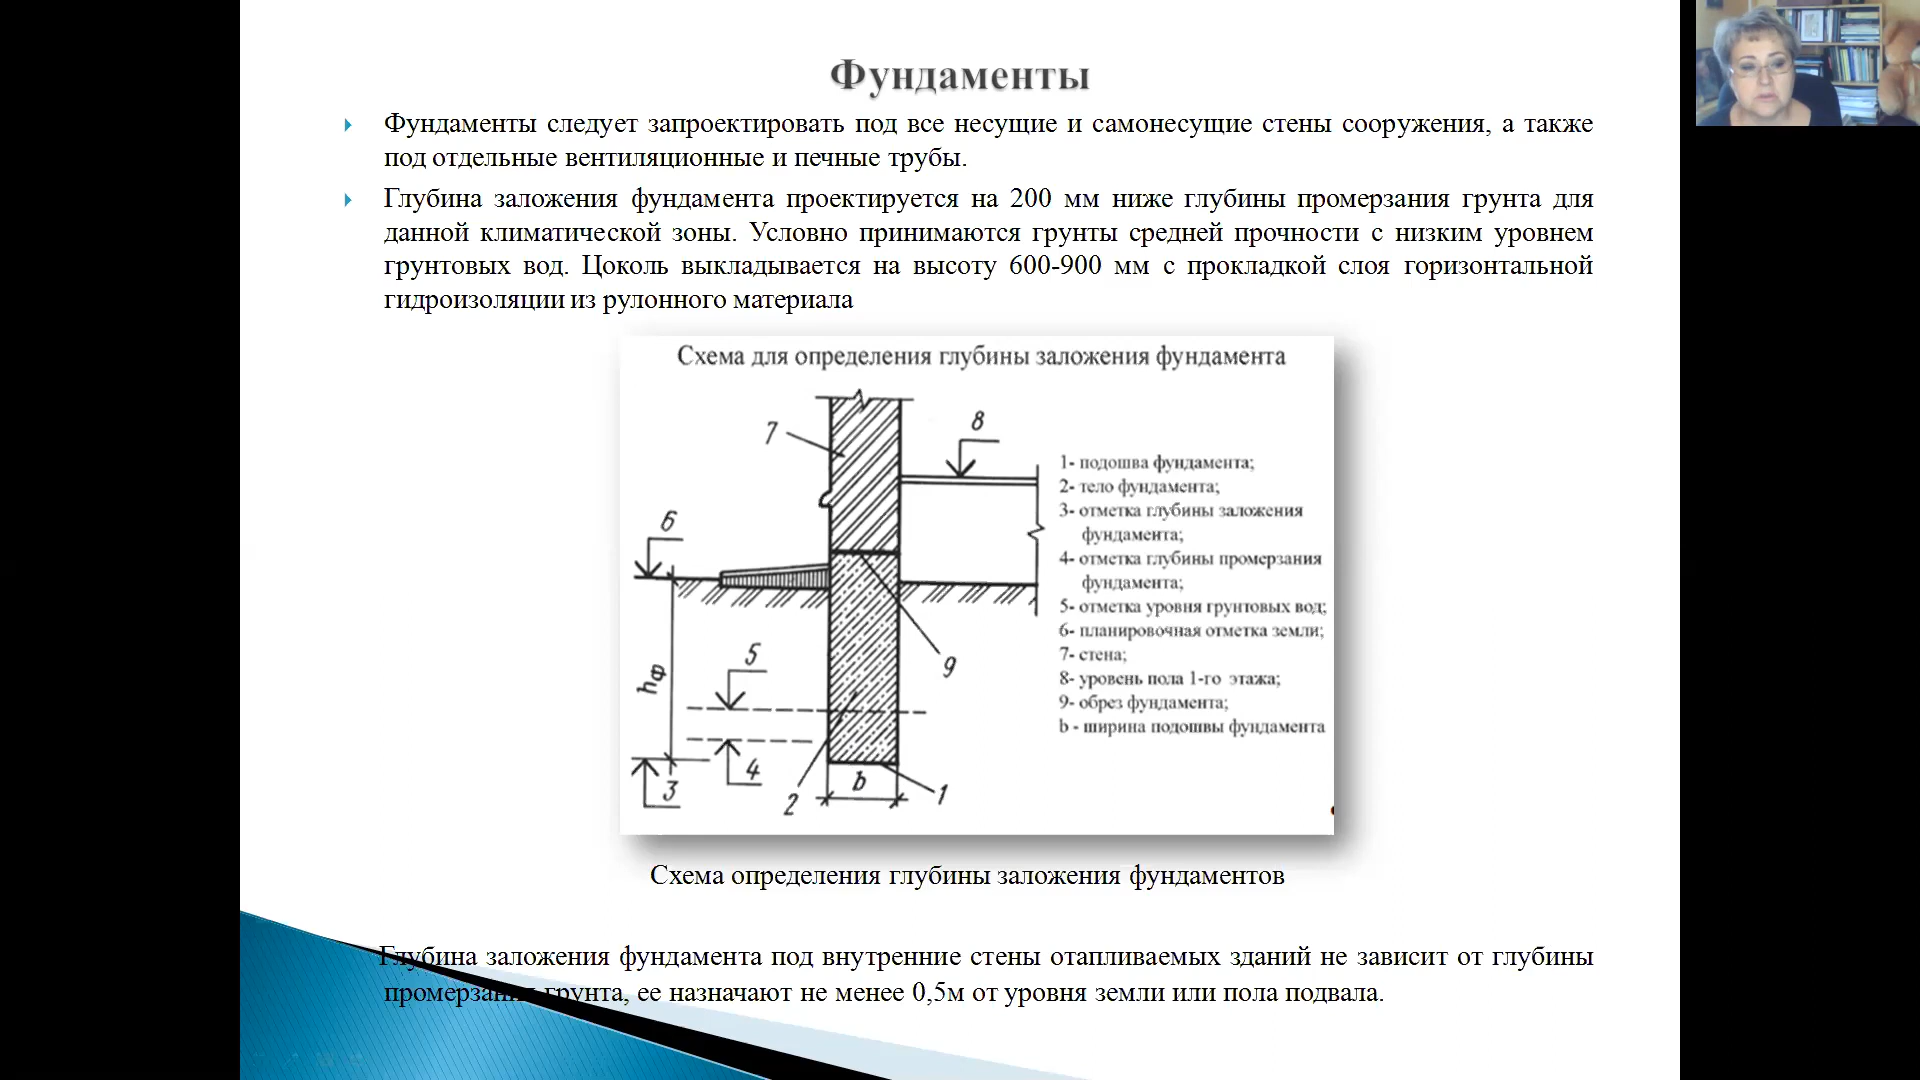 Фундаменты
Фундаменты следует запроектировать под все несущие и самонесущие стены сооружения, а также
под отдельные вентиляционные и печные трубы.
Глубина заложения фундамента проектируется на 200 мм ниже глубины промерзания грунта для
данной климатической зоны. Условно принимаются грунты средней прочности с низким уровнем
грунтовых вод. Цоколь выкладывается на высоту 600-900 мм с прокладкой слоя горизонтальной
гидроизоляции из рулонного материала
Схема для определения глубины заложения фундамента
7
8
6
5
9
hф
4
3
2
b
1
1- подошва фундамента;
2- тело фундамента;
3- отметка глубины заложения
фундамента;
4- отметка глубины промерзания
фундамента;
5- отметка уровня грунтовых вод;
6- планировочная отметка земли;
7- стена;
8- уровень пола 1-го этажа;
9- обрез фундамента;
b - ширина подошвы фундамента
Схема определения глубины заложения фундаментов
Глубина заложения фундамента под внутренние стены отапливаемых зданий не зависит от глубины
промерзания грунта, ее назначают не менее 0,5м от уровня земли или пола подвала.